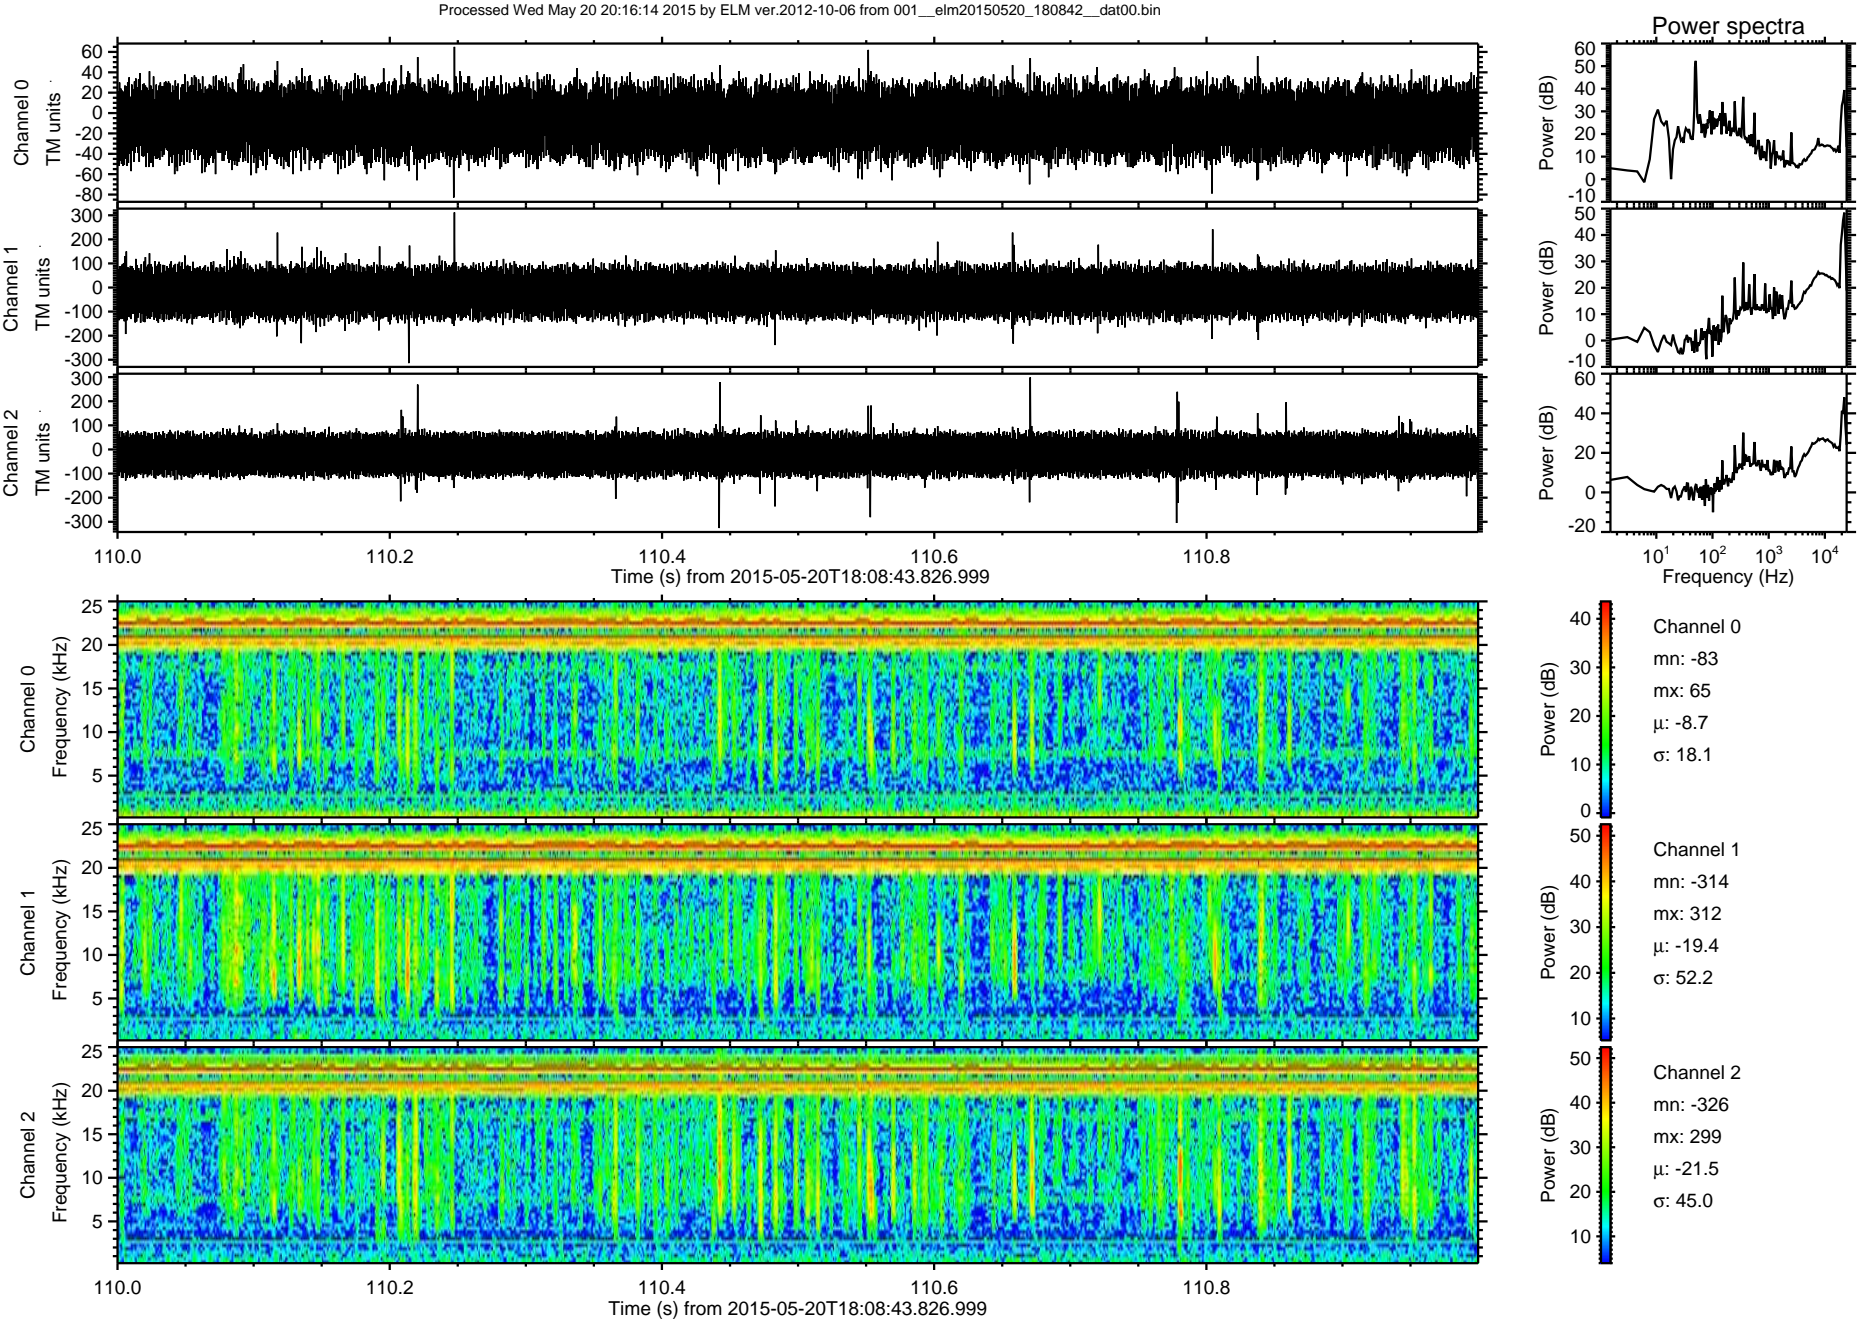 Processed Wed May 20 20:16:14 2015 by ELM ver.2012-10-06 from 001__elm20150520_180842__dat00.bin
Power spectra
Channel 0
TM units
60
40
20
0
-20
-40
-60
-80
Power (dB)
60
50
40
30
20
10
0
-10
Channel 1
TM units
300
200
100
0
-100
-200
-300
Power (dB)
50
40
30
20
10
0
-10
Channel 2
TM units
300
200
100
0
-100
-200
-300
Power (dB)
60
40
20
0
-20
110.0 110.2 110.4 110.6 110.8
Time (s) from 2015-05-20T18:08:43.826.999
10¹ 10² 10³ 10⁴
Frequency (Hz)
Channel 0
Frequency (kHz)
25
20
15
10
5
Power (dB)
40
30
20
10
0
Channel 0
mn: -83
mx: 65
μ: -8.7
σ: 18.1
Channel 1
Frequency (kHz)
25
20
15
10
5
Power (dB)
50
40
30
20
10
Channel 1
mn: -314
mx: 312
μ: -19.4
σ: 52.2
Channel 2
Frequency (kHz)
25
20
15
10
5
Power (dB)
50
40
30
20
10
Channel 2
mn: -326
mx: 299
μ: -21.5
σ: 45.0
110.0 110.2 110.4 110.6 110.8
Time (s) from 2015-05-20T18:08:43.826.999